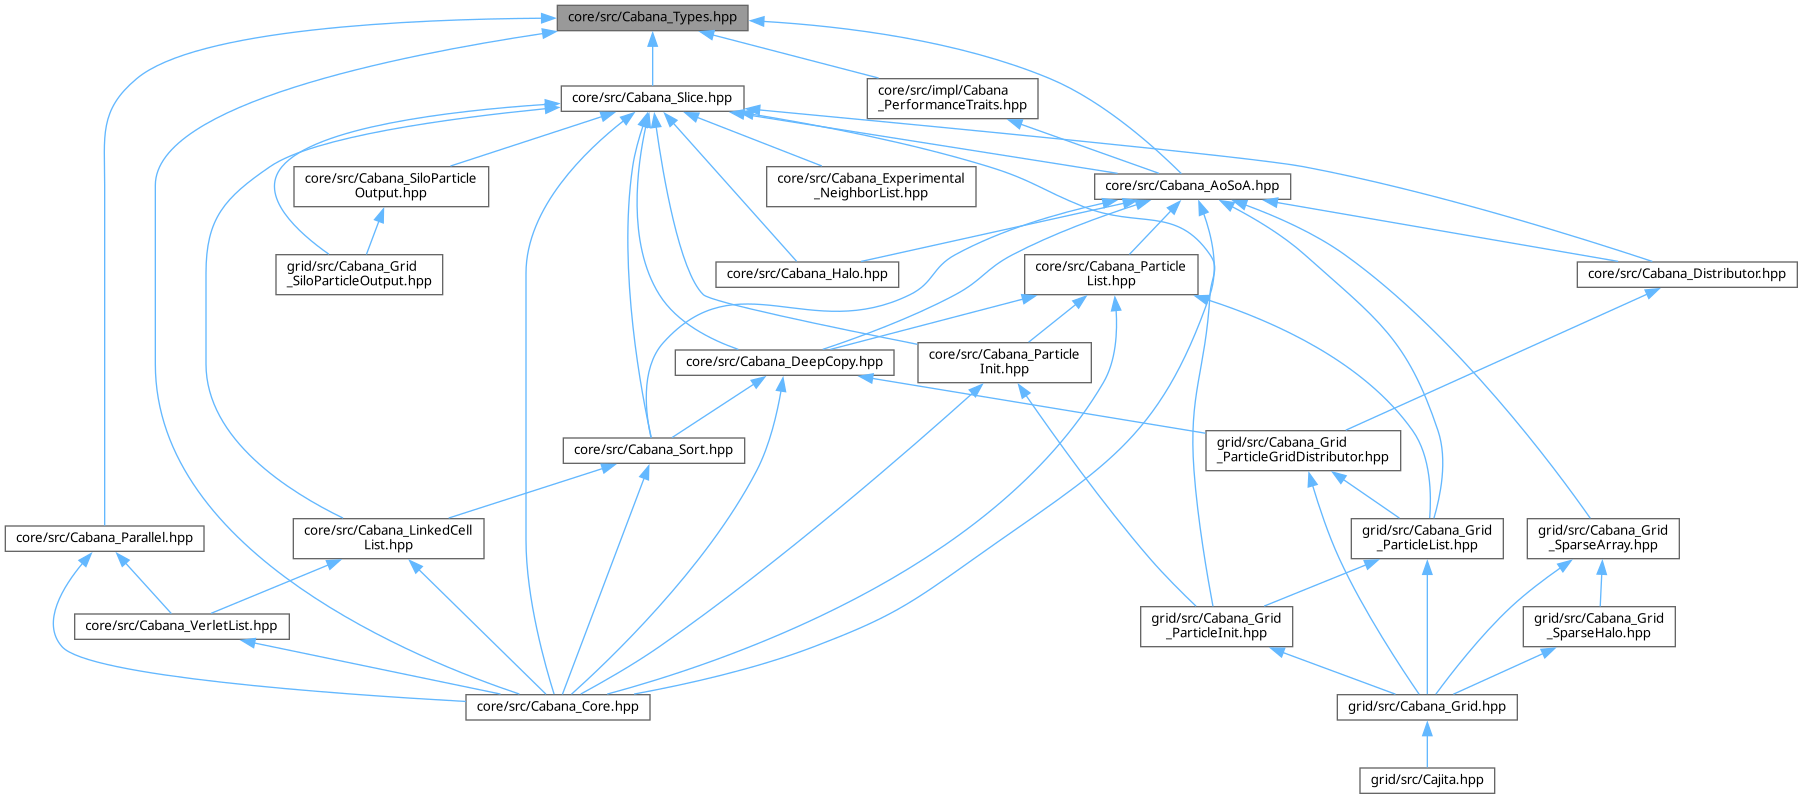 core/src/Cabana_Types.hpp
core/src/impl/Cabana
_PerformanceTraits.hpp
core/src/Cabana_Slice.hpp
core/src/Cabana_SiloParticle
Output.hpp
core/src/Cabana_Experimental
_NeighborList.hpp
core/src/Cabana_AoSoA.hpp
grid/src/Cabana_Grid
_SiloParticleOutput.hpp
core/src/Cabana_Halo.hpp
core/src/Cabana_Particle
List.hpp
core/src/Cabana_Distributor.hpp
core/src/Cabana_DeepCopy.hpp
core/src/Cabana_Particle
Init.hpp
core/src/Cabana_Sort.hpp
grid/src/Cabana_Grid
_ParticleGridDistributor.hpp
core/src/Cabana_Parallel.hpp
core/src/Cabana_LinkedCell
List.hpp
grid/src/Cabana_Grid
_ParticleList.hpp
grid/src/Cabana_Grid
_SparseArray.hpp
core/src/Cabana_VerletList.hpp
grid/src/Cabana_Grid
_ParticleInit.hpp
grid/src/Cabana_Grid
_SparseHalo.hpp
core/src/Cabana_Core.hpp
grid/src/Cabana_Grid.hpp
grid/src/Cajita.hpp